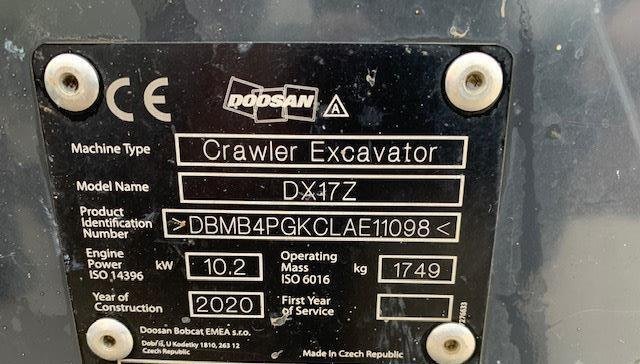 CE DOOSAN
Machine Type Crawler Excavator
Model Name DX17Z
Product Identification Number >DBMB4PGKCLAE11098<
Engine Power ISO 14396 kW 10.2 Operating Mass ISO 6016 kg 1749
Year of Construction 2020 First Year of Service
Doosan Bobcat EMEA s.r.o.
Dobříš, U Kodetky 1810, 263 12
Czech Republic
Made in Czech Republic